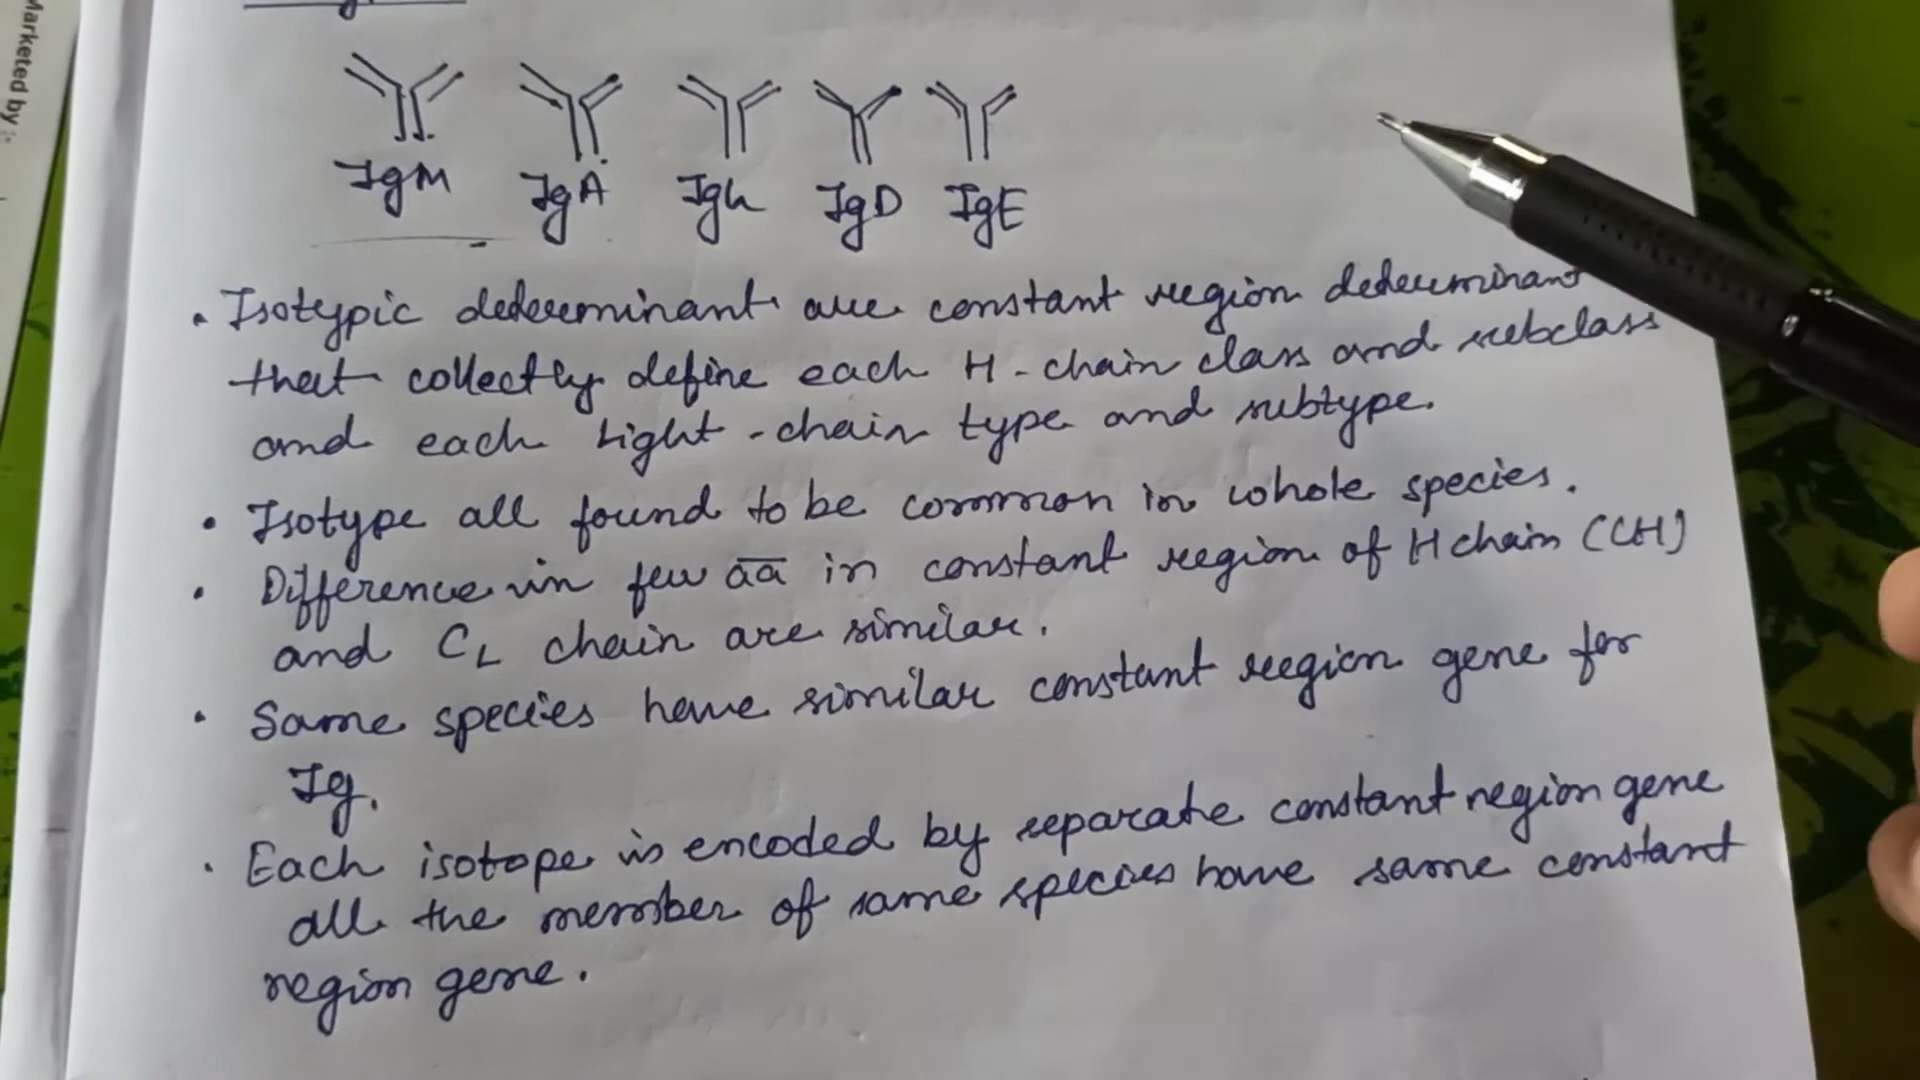 Marketed by :-
IgM IgA IgG IgD IgE
. Isotypic determinant are constant region determinant
that collectly define each H-chain class and subclass
and each Light-chain type and subtype.
• Isotype all found to be common in whole species.
• Difference in few āā in constant region of H chain (CH)
and CL chain are similar.
• Same species have similar constant region gene for
Ig.
. Each isotope is encoded by separate constant region gene
all the member of same species have same constant
region gene.